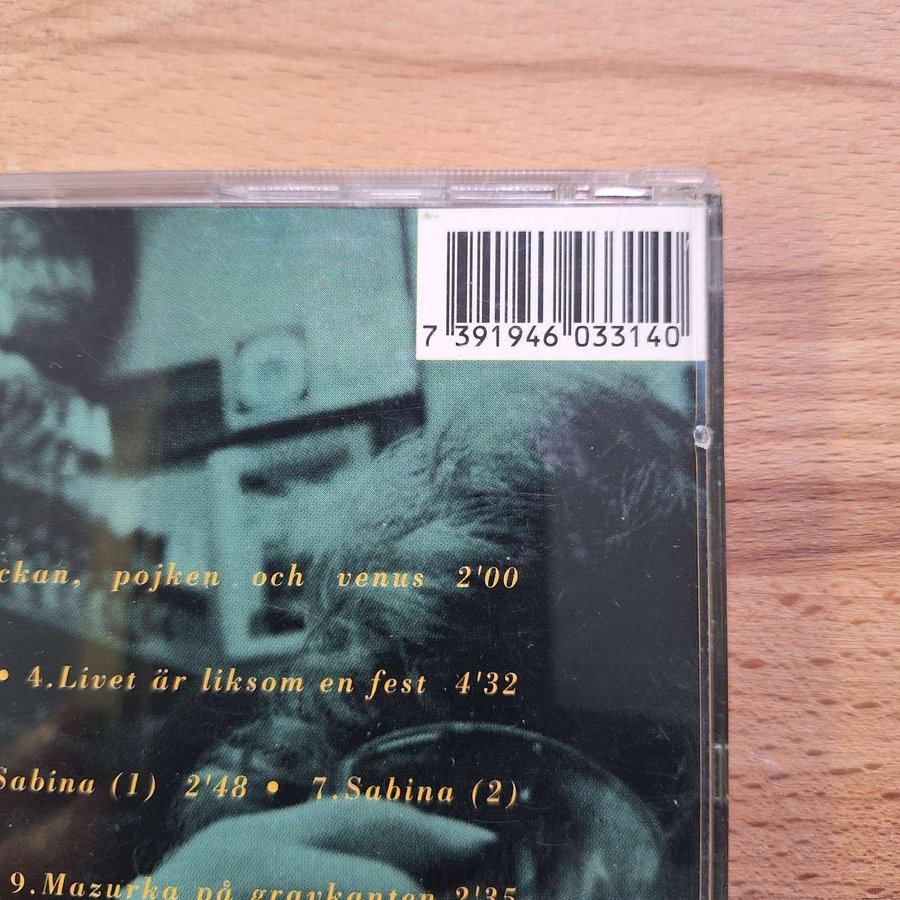 7 391946 033140
ckan, pojken och venus 2'00
• 4.Livet är liksom en fest 4'32
Sabina (1) 2'48 • 7.Sabina (2)
9.Mazurka på gravkanten 2'35